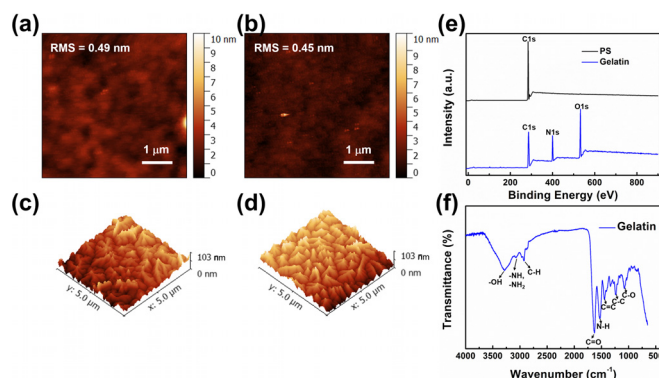 (a)
RMS = 0.49 nm
1 μm
10 nm
9
8
7
6
5
4
3
2
1
0
(b)
RMS = 0.45 nm
1 μm
10 nm
9
8
7
6
5
4
3
2
1
0
(c)
103 nm
0 nm
y: 5.0 μm
x: 5.0 μm
(d)
103 nm
0 nm
y: 5.0 μm
x: 5.0 μm
(e)
Intensity (a.u.)
C1s
PS
Gelatin
C1s
N1s
O1s
0
200
400
600
800
Binding Energy (eV)
(f)
Transmittance (%)
Gelatin
-OH
-NH,
-NH2
C-H
C=O
N-H
C=C
C-C
C-O
4000
3500
3000
2500
2000
1500
1000
500
Wavenumber (cm-1)